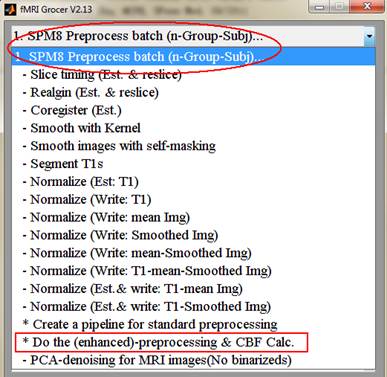 fMRI Grocer V2.13
1. SPM8 Preprocess batch (n-Group-Subj)...
1. SPM8 Preprocess batch (n-Group-Subj)...
- Slice timing (Est. & reslice)
- Realgin (Est. & reslice)
- Coregister (Est.)
- Smooth with Kernel
- Smooth images with self-masking
- Segment T1s
- Normalize (Est: T1)
- Normalize (Write: T1)
- Normalize (Write: mean Img)
- Normalize (Write: Smoothed Img)
- Normalize (Write: mean-Smoothed Img)
- Normalize (Write: T1-mean-Smoothed Img)
- Normalize (Est.& write: T1-mean Img)
- Normalize (Est.& write: T1-Smoothed Img)
* Create a pipeline for standard preprocessing
* Do the (enhanced)-preprocessing & CBF Calc.
- PCA-denoising for MRI images(No binarizeds)